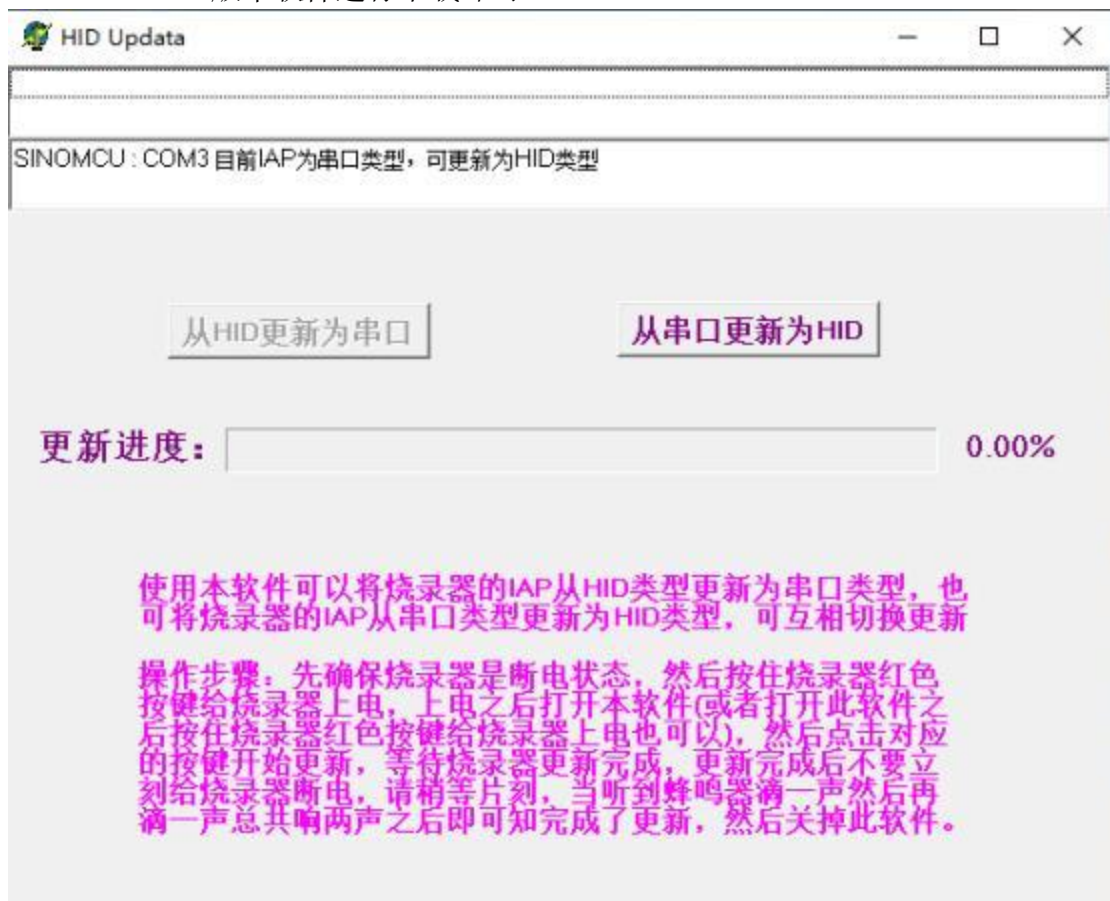 HID Updata
SINOMCU : COM3 目前IAP为串口类型，可更新为HID类型
从HID更新为串口
从串口更新为HID
更新进度：
0.00%
使用本软件可以将烧录器的IAP从HID类型更新为串口类型，也
可将烧录器的IAP从串口类型更新为HID类型，可互相切换更新
操作步骤：先确保烧录器是断电状态，然后按住烧录器红色
按键给烧录器上电，上电之后打开本软件(或者打开此软件之
后按住烧录器红色按键给烧录器上电也可以)，然后点击对应
的按键开始更新，等待烧录器更新完成，更新完成后不要立
刻给烧录器断电，请稍等片刻，当听到蜂鸣器滴一声然后再
滴一声总共响两声之后即可知完成了更新，然后关掉此软件。